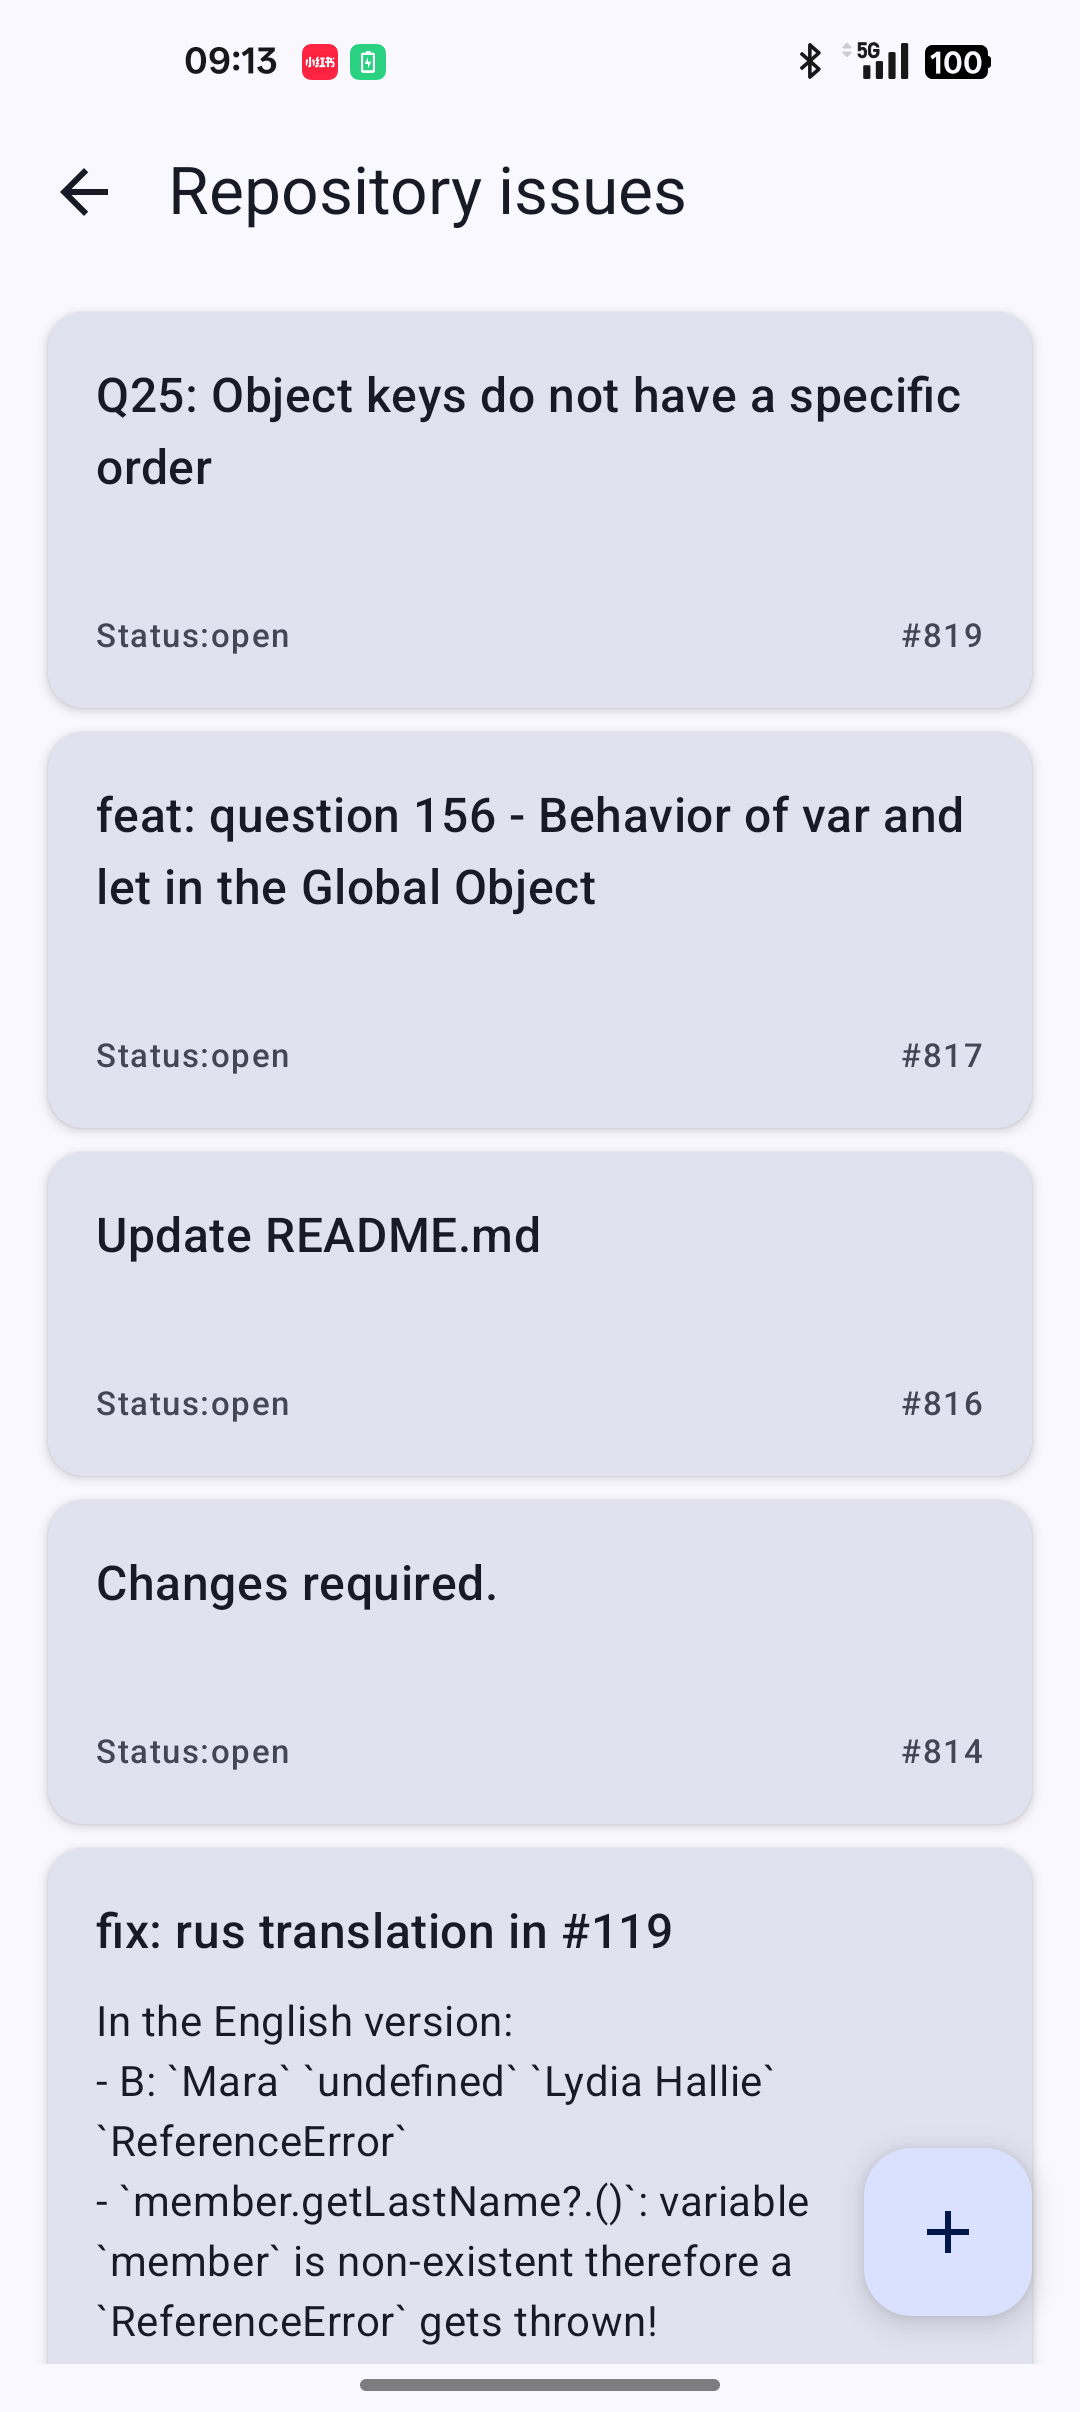 09:13
小红书
5G
100
Repository issues
Q25: Object keys do not have a specific
order
Status:open
#819
feat: question 156 - Behavior of var and
let in the Global Object
Status:open
#817
Update README.md
Status:open
#816
Changes required.
Status:open
#814
fix: rus translation in #119
In the English version:
- B: `Mara` `undefined` `Lydia Hallie`
`ReferenceError`
- `member.getLastName?.()`: variable
`member` is non-existent therefore a
`ReferenceError` gets thrown!